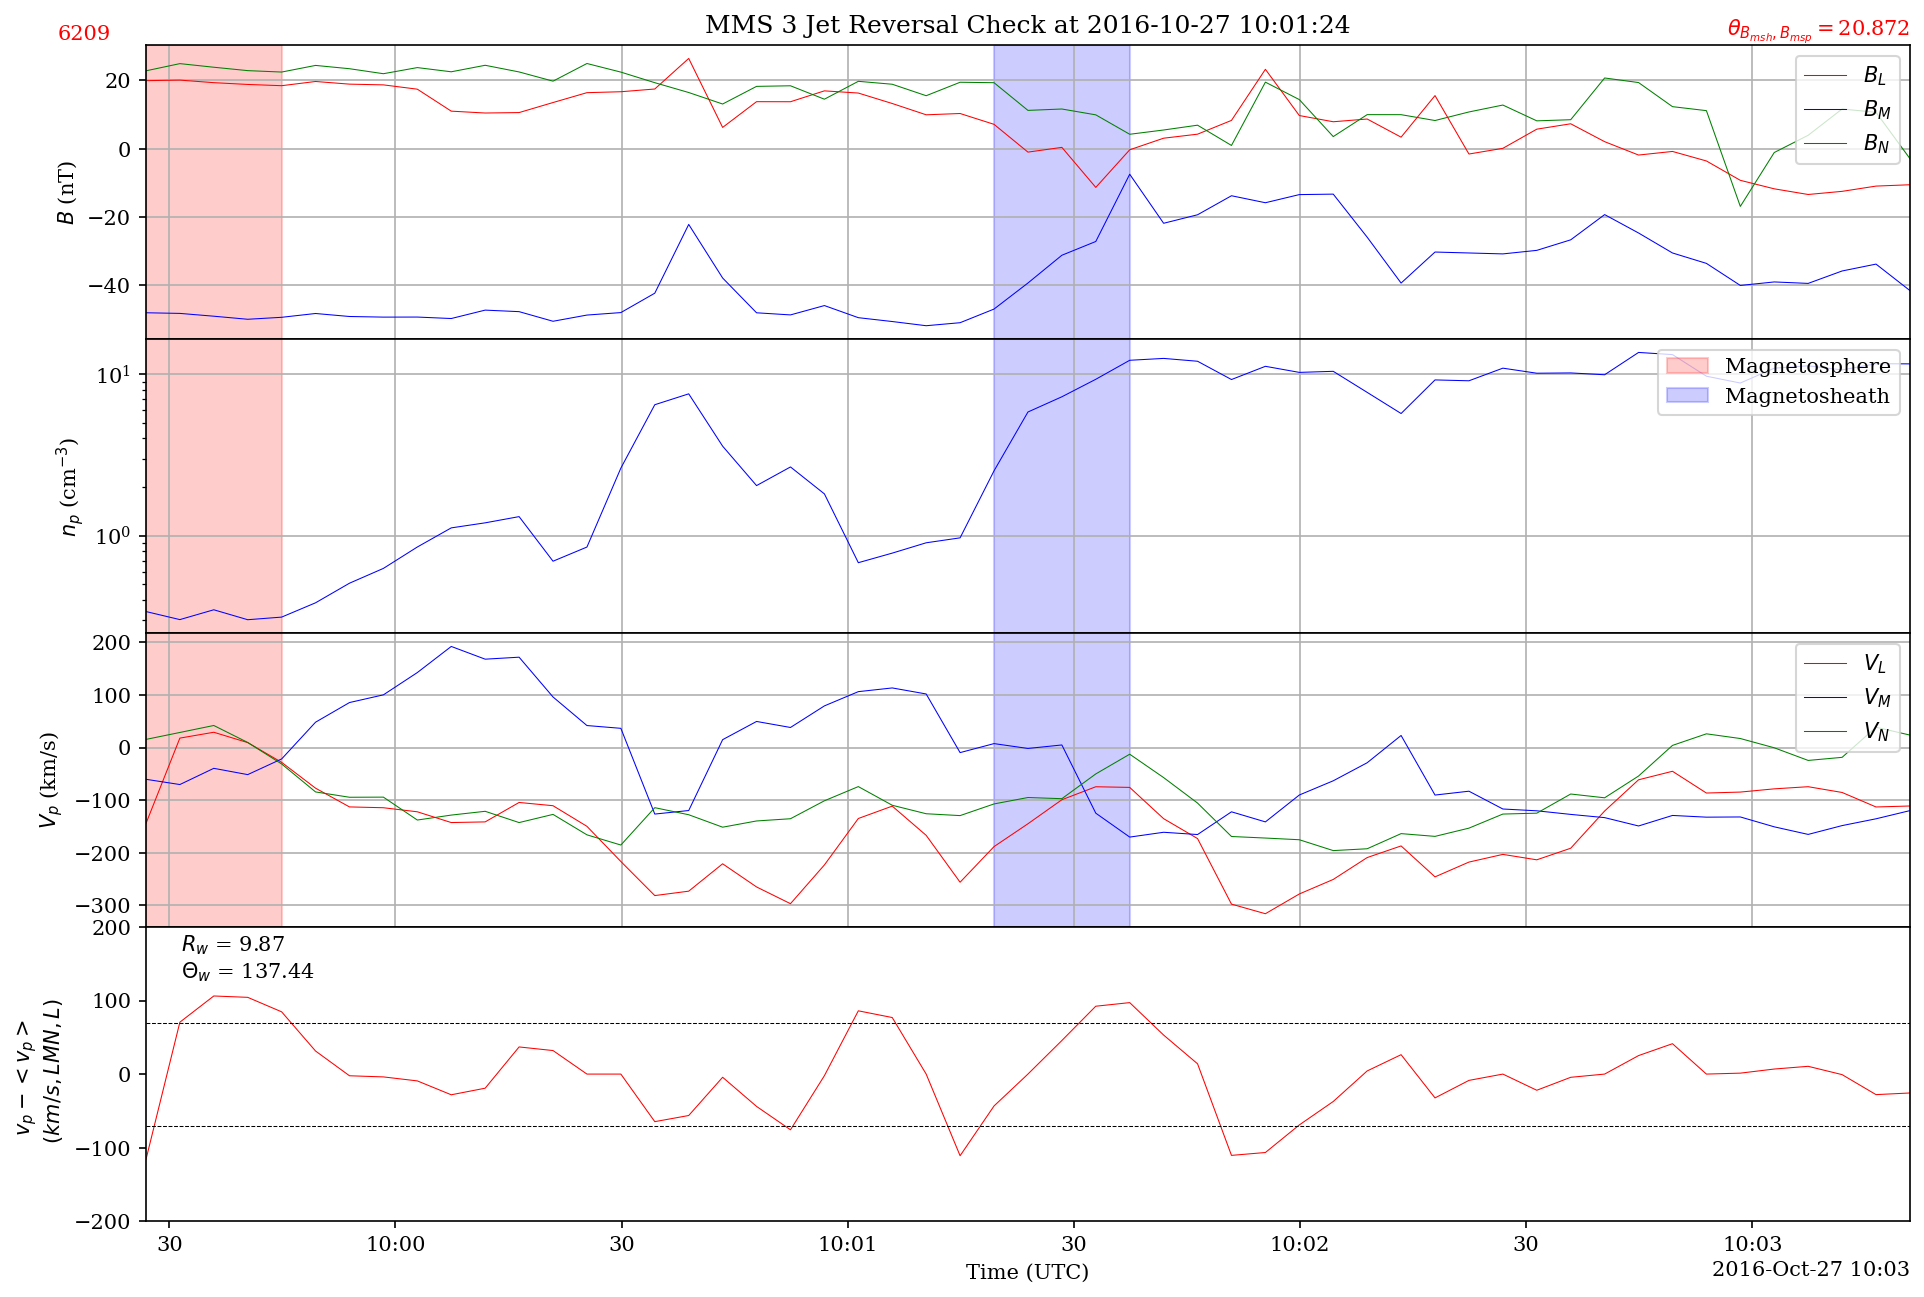 MMS 3 Jet Reversal Check at 2016-10-27 10:01:24
6209
θ_{B_{msh}, B_{msp}} = 20.872
20
0
−20
−40
B (nT)
B_L
B_M
B_N
10^1
10^0
n_p (cm^{−3})
Magnetosphere
Magnetosheath
200
100
0
−100
−200
−300
V_p (km/s)
V_L
V_M
V_N
200
100
0
−100
−200
v_p − < v_p >
(km/s, LMN, L)
R_w = 9.87
Θ_w = 137.44
30 10:00 30 10:01 30 10:02 30 10:03
Time (UTC)
2016-Oct-27 10:03